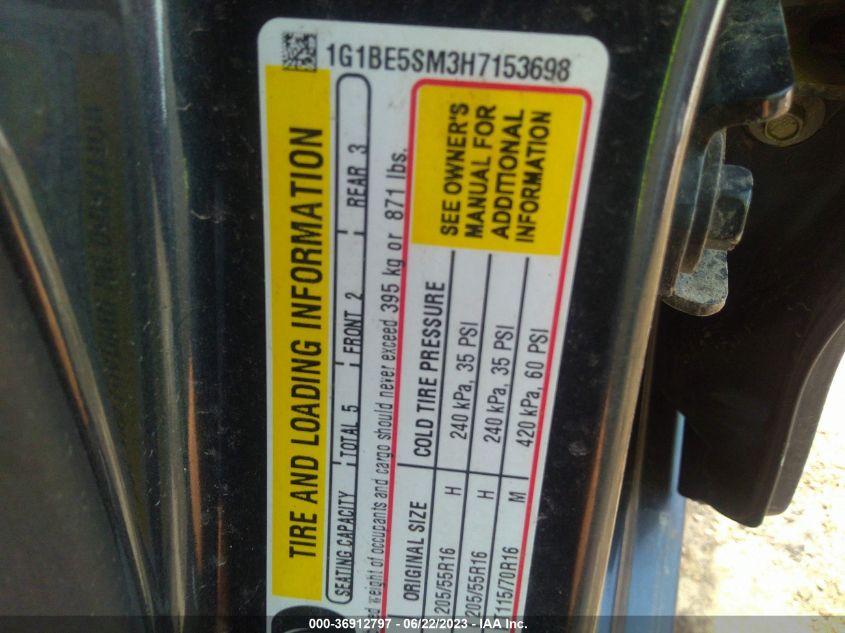 1G1BE5SM3H7153698
TIRE AND LOADING INFORMATION
SEATING CAPACITY TOTAL 5 FRONT 2 REAR 3
weight of occupants and cargo should never exceed 395 kg or 871 lbs.
ORIGINAL SIZE COLD TIRE PRESSURE
205/55R16 H 240 kPa, 35 PSI
205/55R16 H 240 kPa, 35 PSI
T115/70R16 M 420 kPa, 60 PSI
SEE OWNER'S
MANUAL FOR
ADDITIONAL
INFORMATION
000-36912797 - 06/22/2023 - IAA Inc.